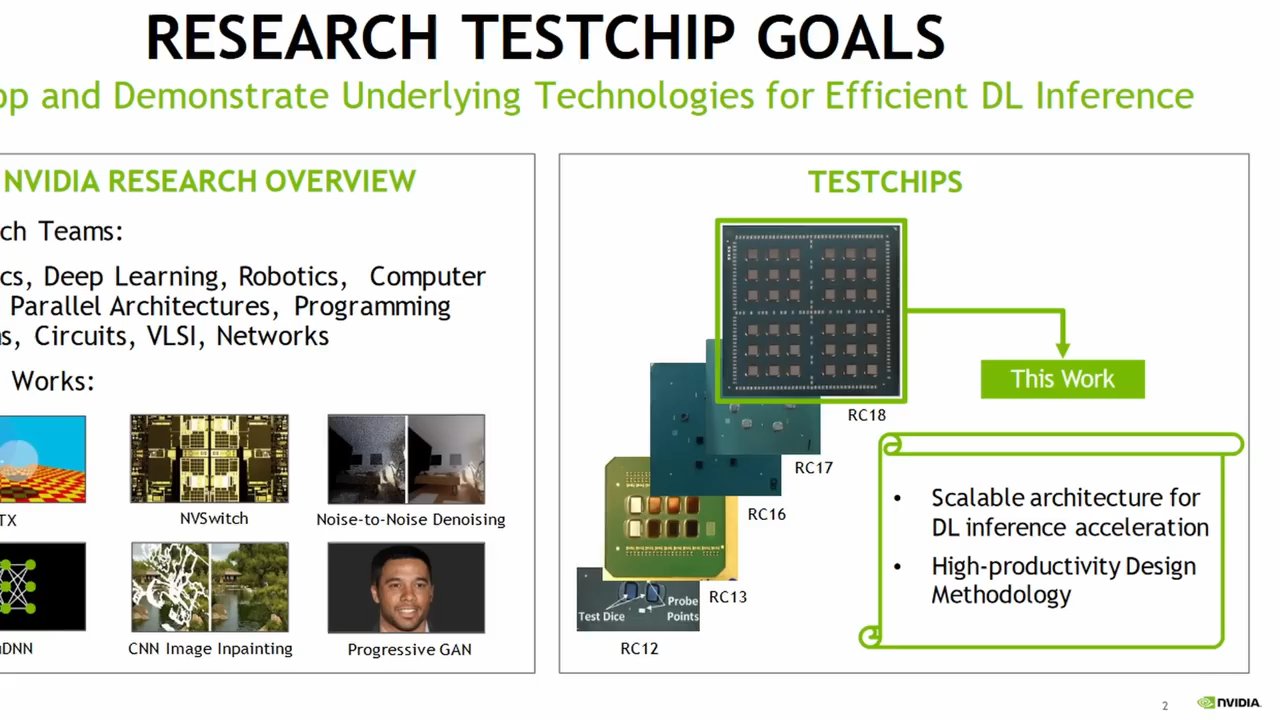 RESEARCH TESTCHIP GOALS
op and Demonstrate Underlying Technologies for Efficient DL Inference
NVIDIA RESEARCH OVERVIEW
ch Teams:
cs, Deep Learning, Robotics, Computer
Parallel Architectures, Programming
s, Circuits, VLSI, Networks
Works:
TX
NVSwitch
Noise-to-Noise Denoising
DNN
CNN Image Inpainting
Progressive GAN
TESTCHIPS
This Work
RC18
RC17
RC16
RC13
Test Dice
Probe
Points
RC12
• Scalable architecture for
DL inference acceleration
• High-productivity Design
Methodology
2
NVIDIA.